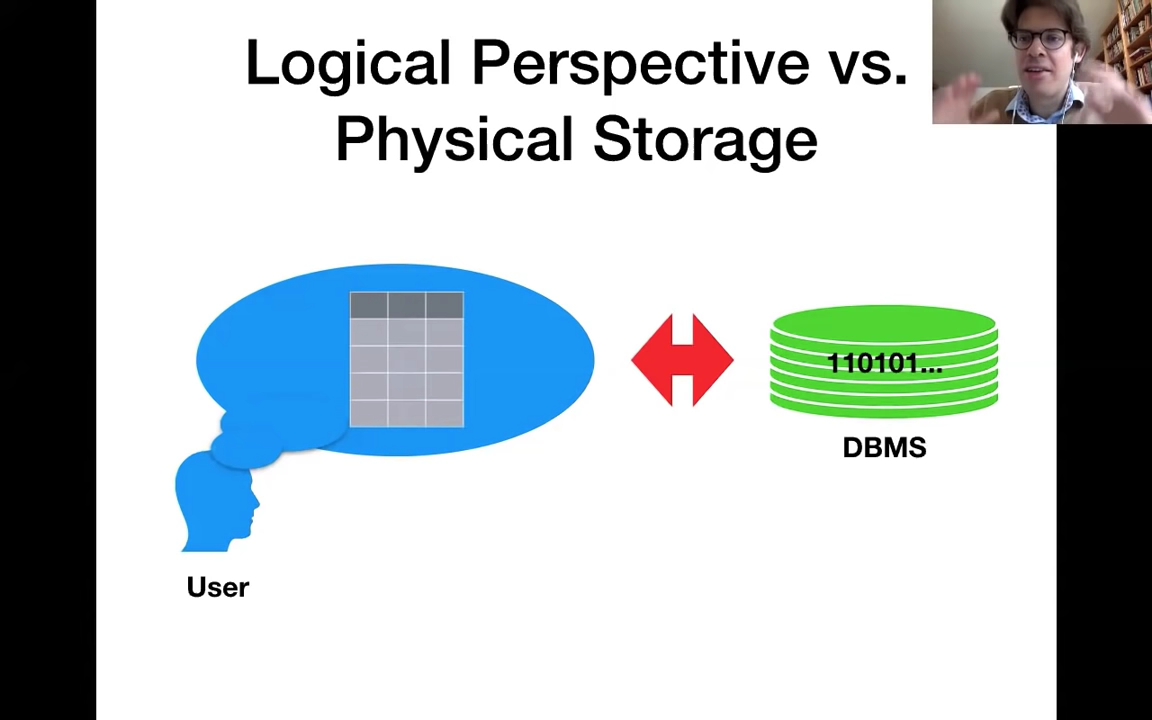 Logical Perspective vs.
Physical Storage
110101...
DBMS
User